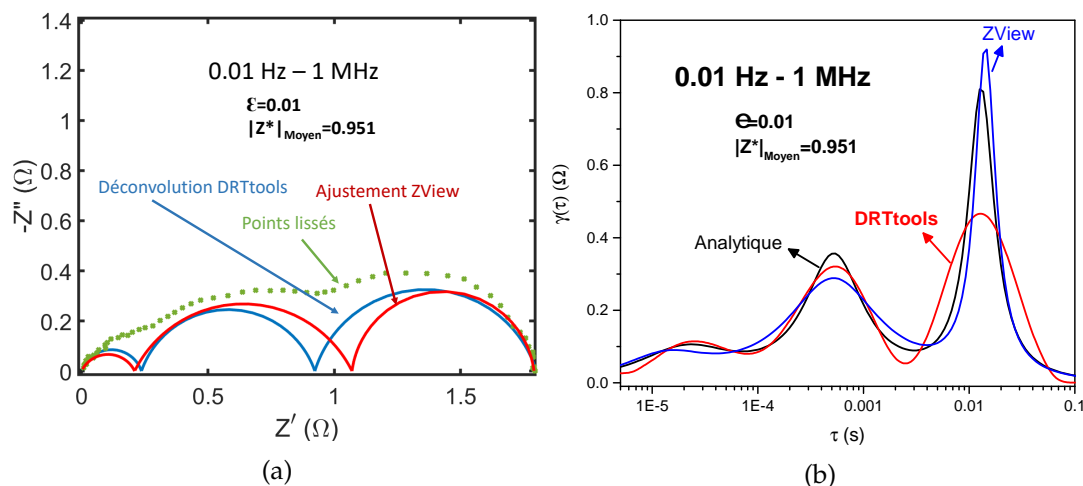 1.4
1.2
1
0.8
0.6
0.4
0.2
0
-Z" (Ω)
0.01 Hz – 1 MHz
Ɛ=0.01
|Z*|Moyen=0.951
Déconvolution DRTtools
Ajustement ZView
Points lissés
0 0.5 1 1.5
Z′ (Ω)
(a)
1.0
0.8
0.6
0.4
0.2
0.0
γ(τ) (Ω)
ZView
0.01 Hz - 1 MHz
e=0.01
|Z*|Moyen=0.951
DRTtools
Analytique
1E-5 1E-4 0.001 0.01 0.1
τ (s)
(b)